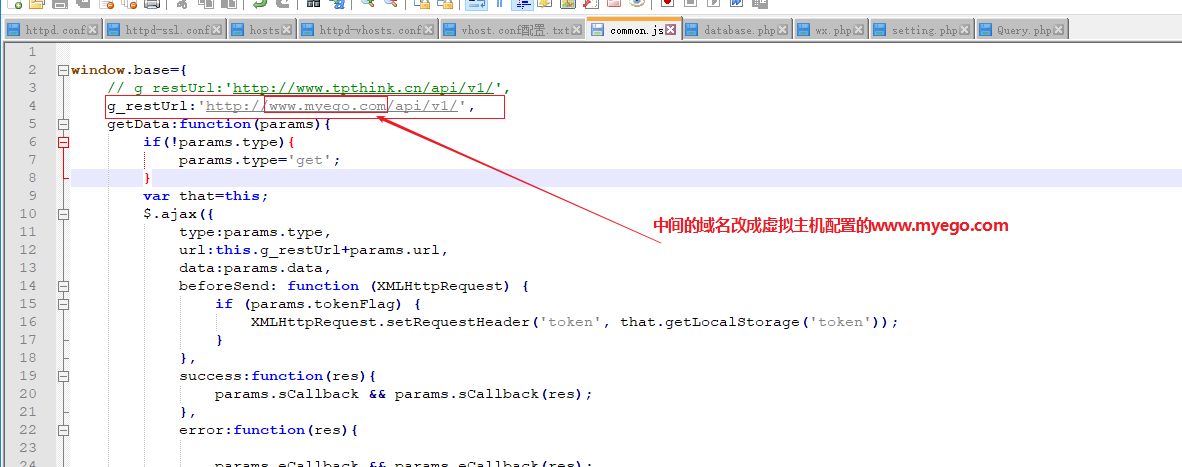 httpd.conf httpd-ssl.conf hosts httpd-vhosts.conf vhost.conf配置.txt common.js database.php wx.php setting.php Query.php
1
2 window.base={
3 // g_restUrl:'http://www.tpthink.cn/api/v1/',
4 g_restUrl:'http://www.myego.com/api/v1/',
5 getData:function(params){
6 if(!params.type){
7 params.type='get';
8 }
9 var that=this;
10 $.ajax({
11 type:params.type,
中间的域名改成虚拟主机配置的www.myego.com
12 url:this.g_restUrl+params.url,
13 data:params.data,
14 beforeSend: function (XMLHttpRequest) {
15 if (params.tokenFlag) {
16 XMLHttpRequest.setRequestHeader('token', that.getLocalStorage('token'));
17 }
18 },
19 success:function(res){
20 params.sCallback && params.sCallback(res);
21 },
22 error:function(res){
23
24 params.eCallback && params.eCallback(res);